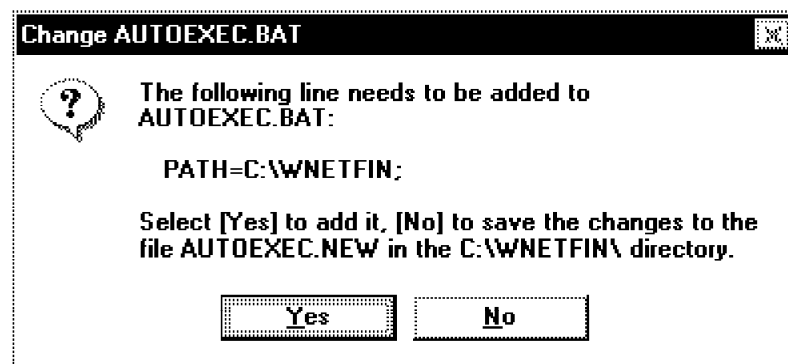 Change AUTOEXEC.BAT
The following line needs to be added to
AUTOEXEC.BAT:
PATH=C:\WNETFIN;
Select [Yes] to add it, [No] to save the changes to the
file AUTOEXEC.NEW in the C:\WNETFIN\ directory.
Yes
No